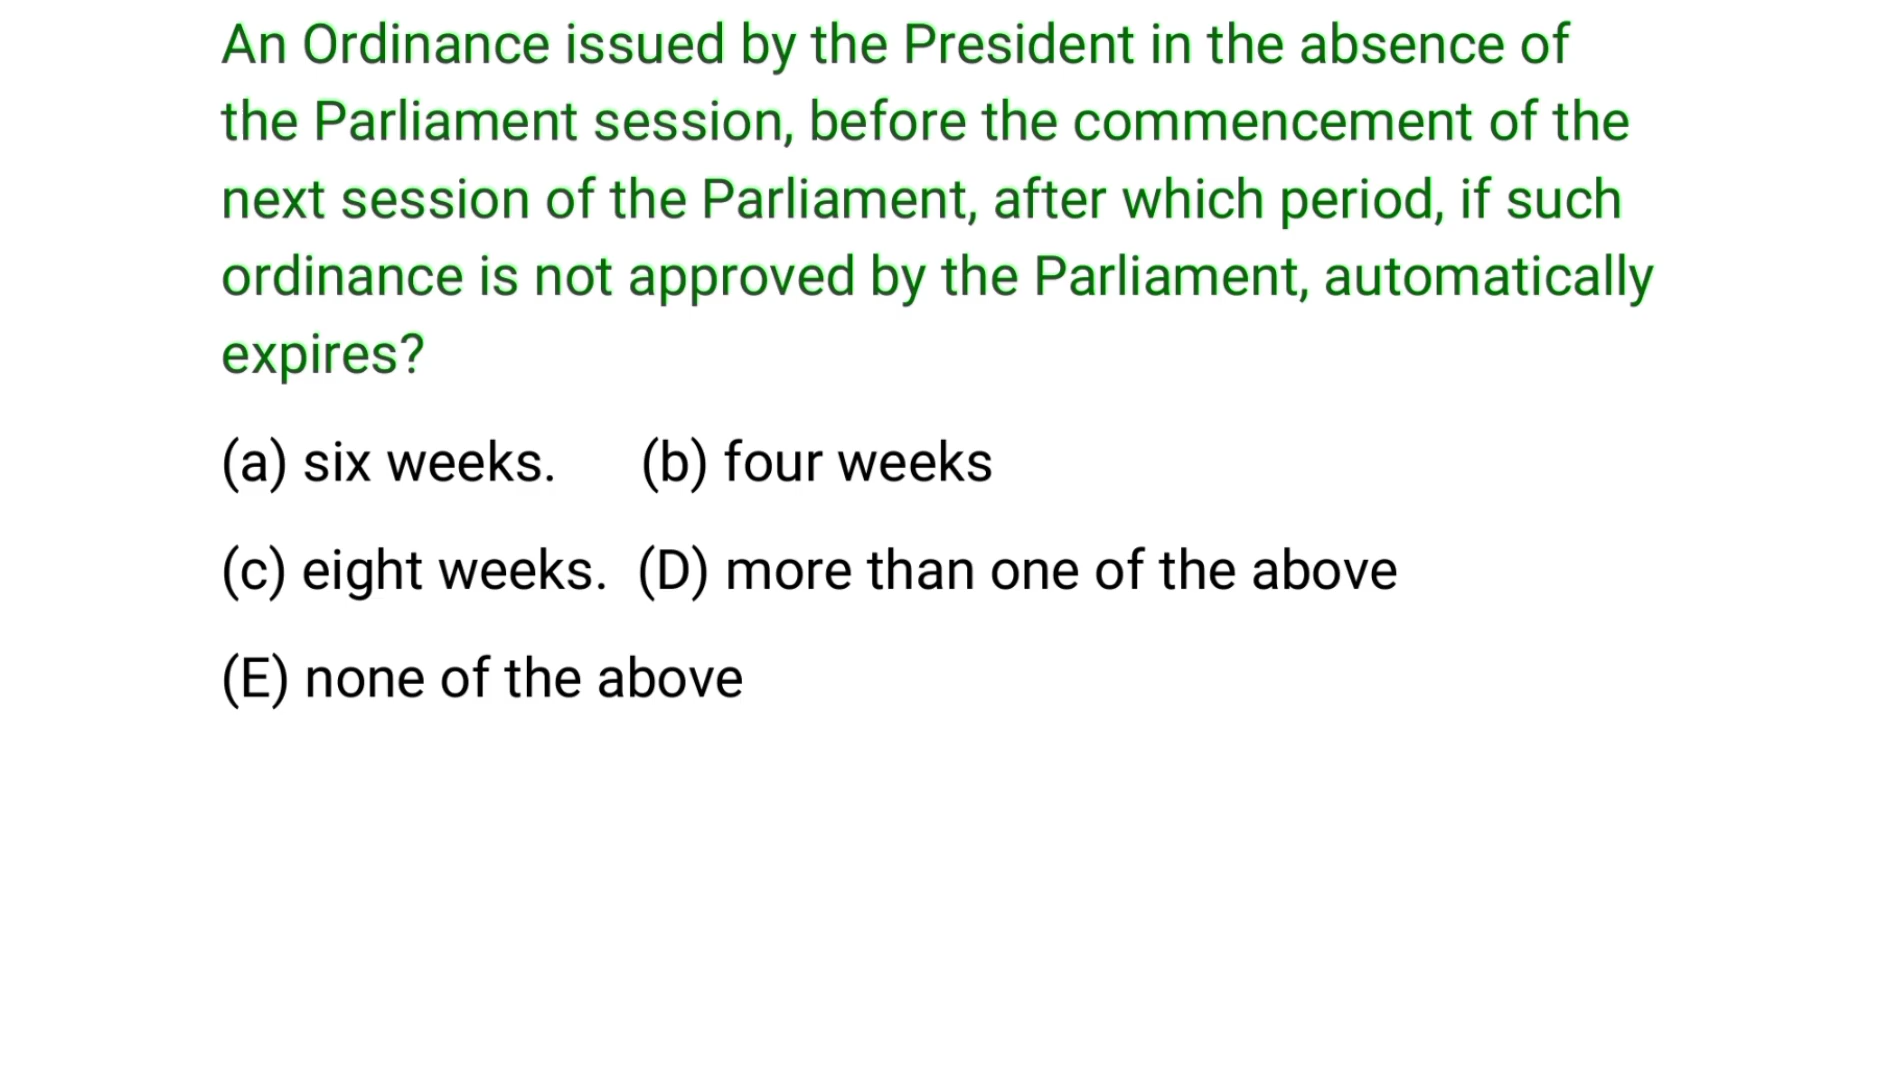 An Ordinance issued by the President in the absence of
the Parliament session, before the commencement of the
next session of the Parliament, after which period, if such
ordinance is not approved by the Parliament, automatically
expires?
(a) six weeks. (b) four weeks
(c) eight weeks. (D) more than one of the above
(E) none of the above